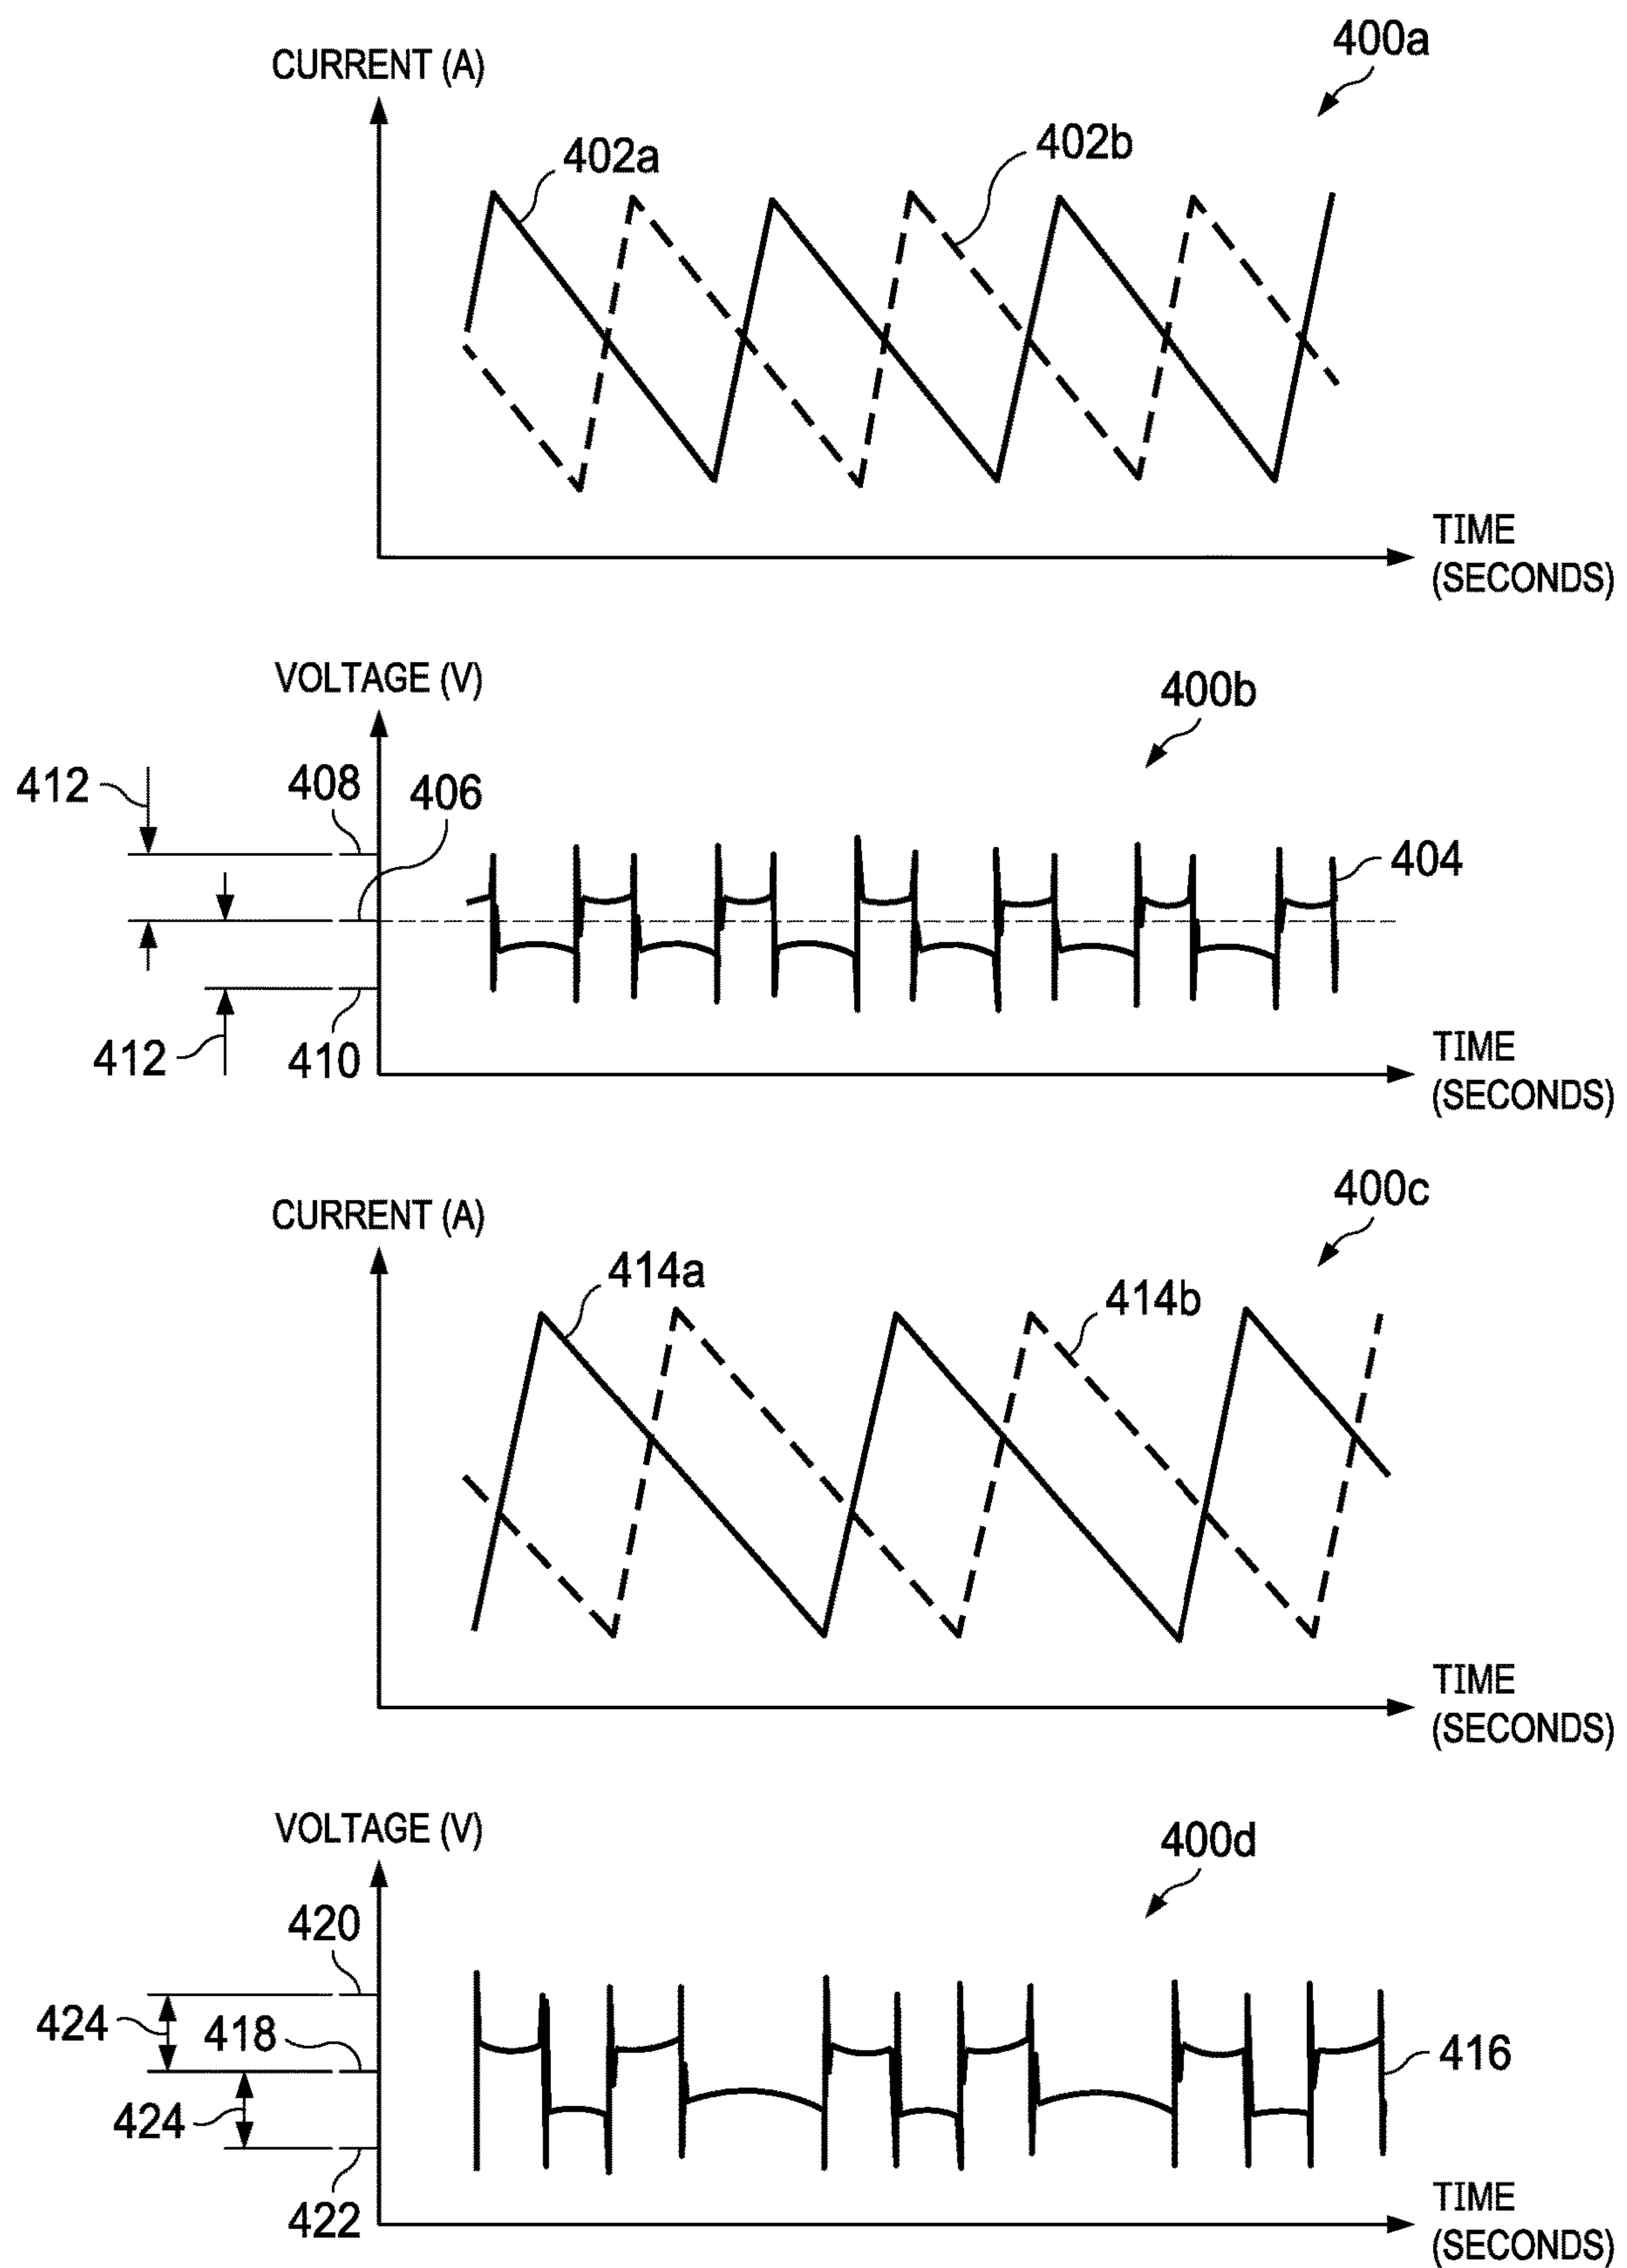 400a
CURRENT (A)
402a
402b
TIME
(SECONDS)
VOLTAGE (V)
400b
412
408
406
404
412
410
TIME
(SECONDS)
400c
CURRENT (A)
414a
414b
TIME
(SECONDS)
VOLTAGE (V)
400d
420
424
418
416
424
422
TIME
(SECONDS)